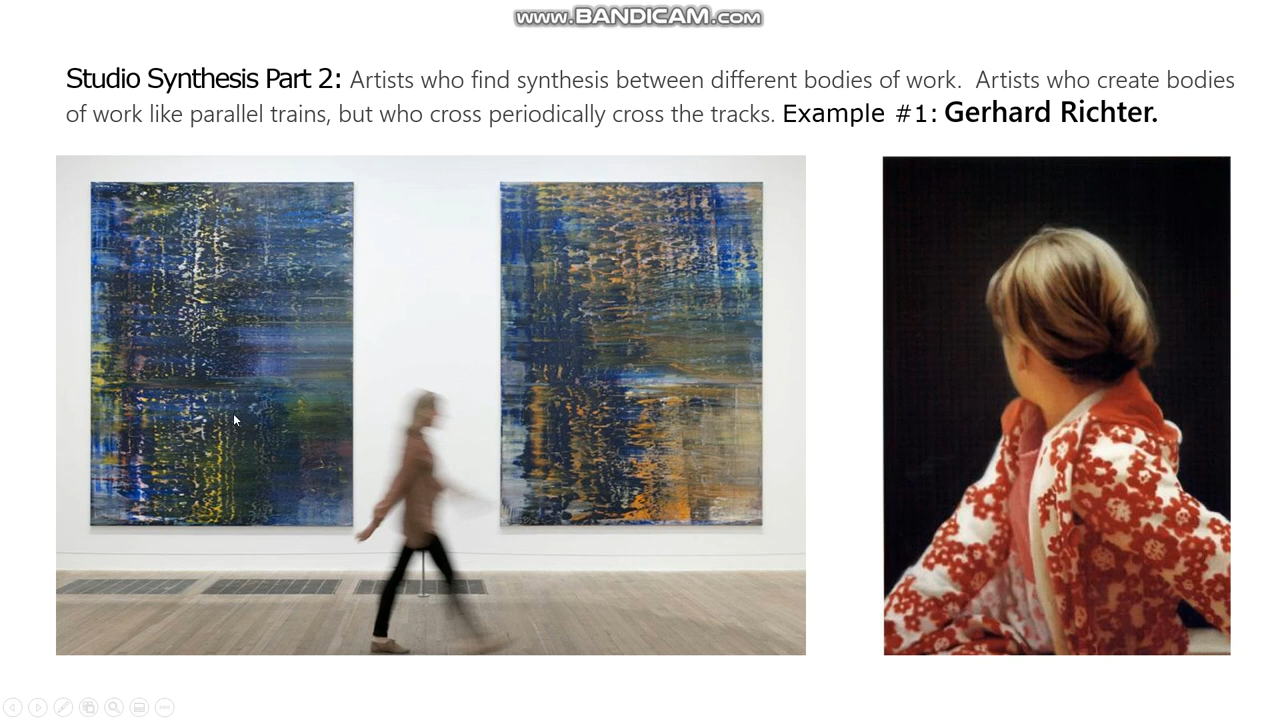 www.BANDICAM.com
Studio Synthesis Part 2: Artists who find synthesis between different bodies of work.  Artists who create bodies
of work like parallel trains, but who cross periodically cross the tracks. Example #1: Gerhard Richter.